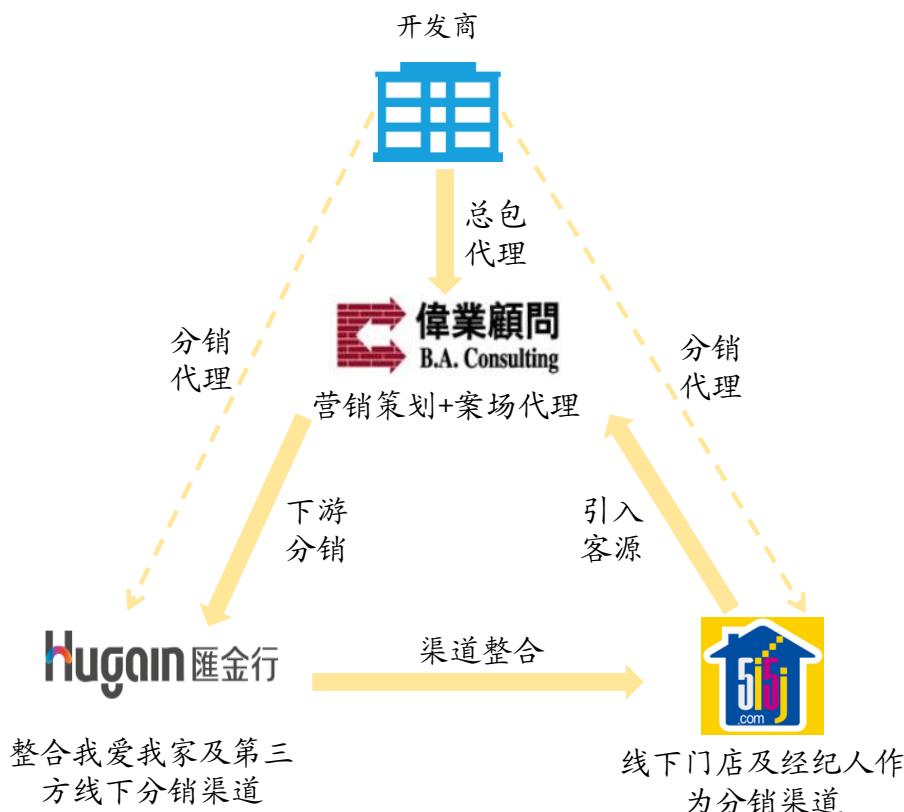 开发商
总包
代理
偉業顧問
B.A. Consulting
营销策划+案场代理
分销
代理
分销
代理
下游
分销
引入
客源
Hugain 匯金行
渠道整合
5i5j
.com
整合我爱我家及第三
方线下分销渠道
线下门店及经纪人作
为分销渠道